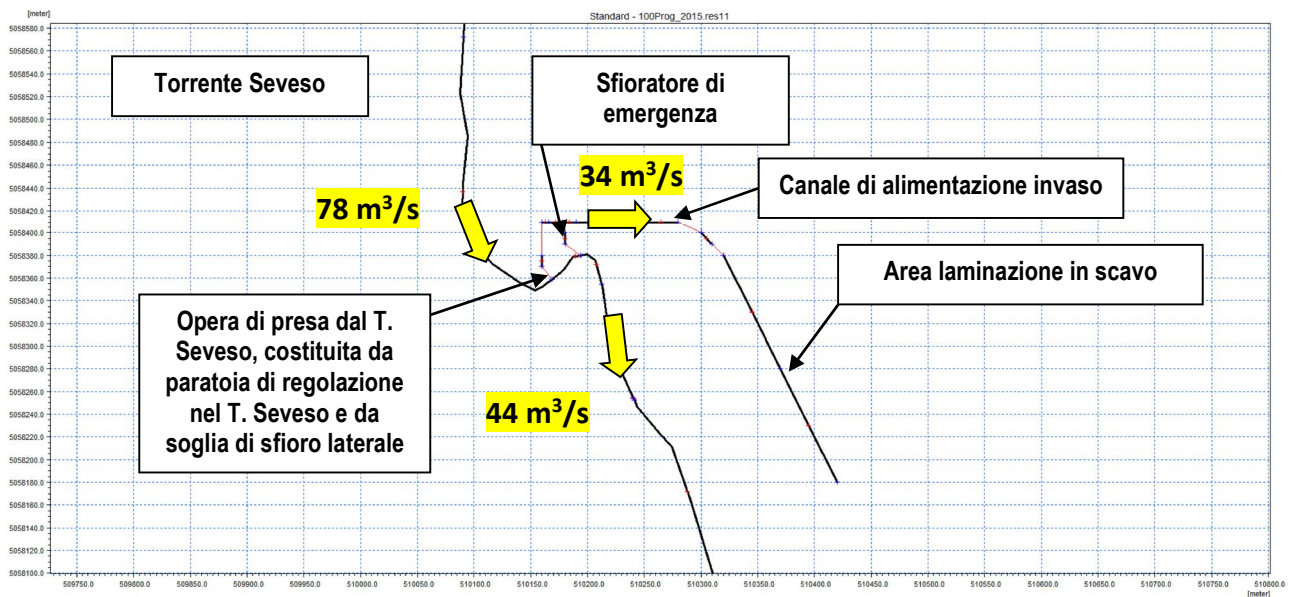 [meter]
Standard - 100Prog_2015.res11
5058580.0
5058560.0
5058540.0
5058520.0
5058500.0
5058480.0
5058460.0
5058440.0
5058420.0
5058400.0
5058380.0
5058360.0
5058340.0
5058320.0
5058300.0
5058280.0
5058260.0
5058240.0
5058220.0
5058200.0
5058180.0
5058160.0
5058140.0
5058120.0
5058100.0
Torrente Seveso
Sfioratore di
emergenza
34 m³/s
78 m³/s
Canale di alimentazione invaso
Area laminazione in scavo
Opera di presa dal T.
Seveso, costituita da
paratoia di regolazione
nel T. Seveso e da
soglia di sfioro laterale
44 m³/s
509750.0 509800.0 509850.0 509900.0 509950.0 510000.0 510050.0 510100.0 510150.0 510200.0 510250.0 510300.0 510350.0 510400.0 510450.0 510500.0 510550.0 510600.0 510650.0 510700.0 510750.0 510800.0
[meter]